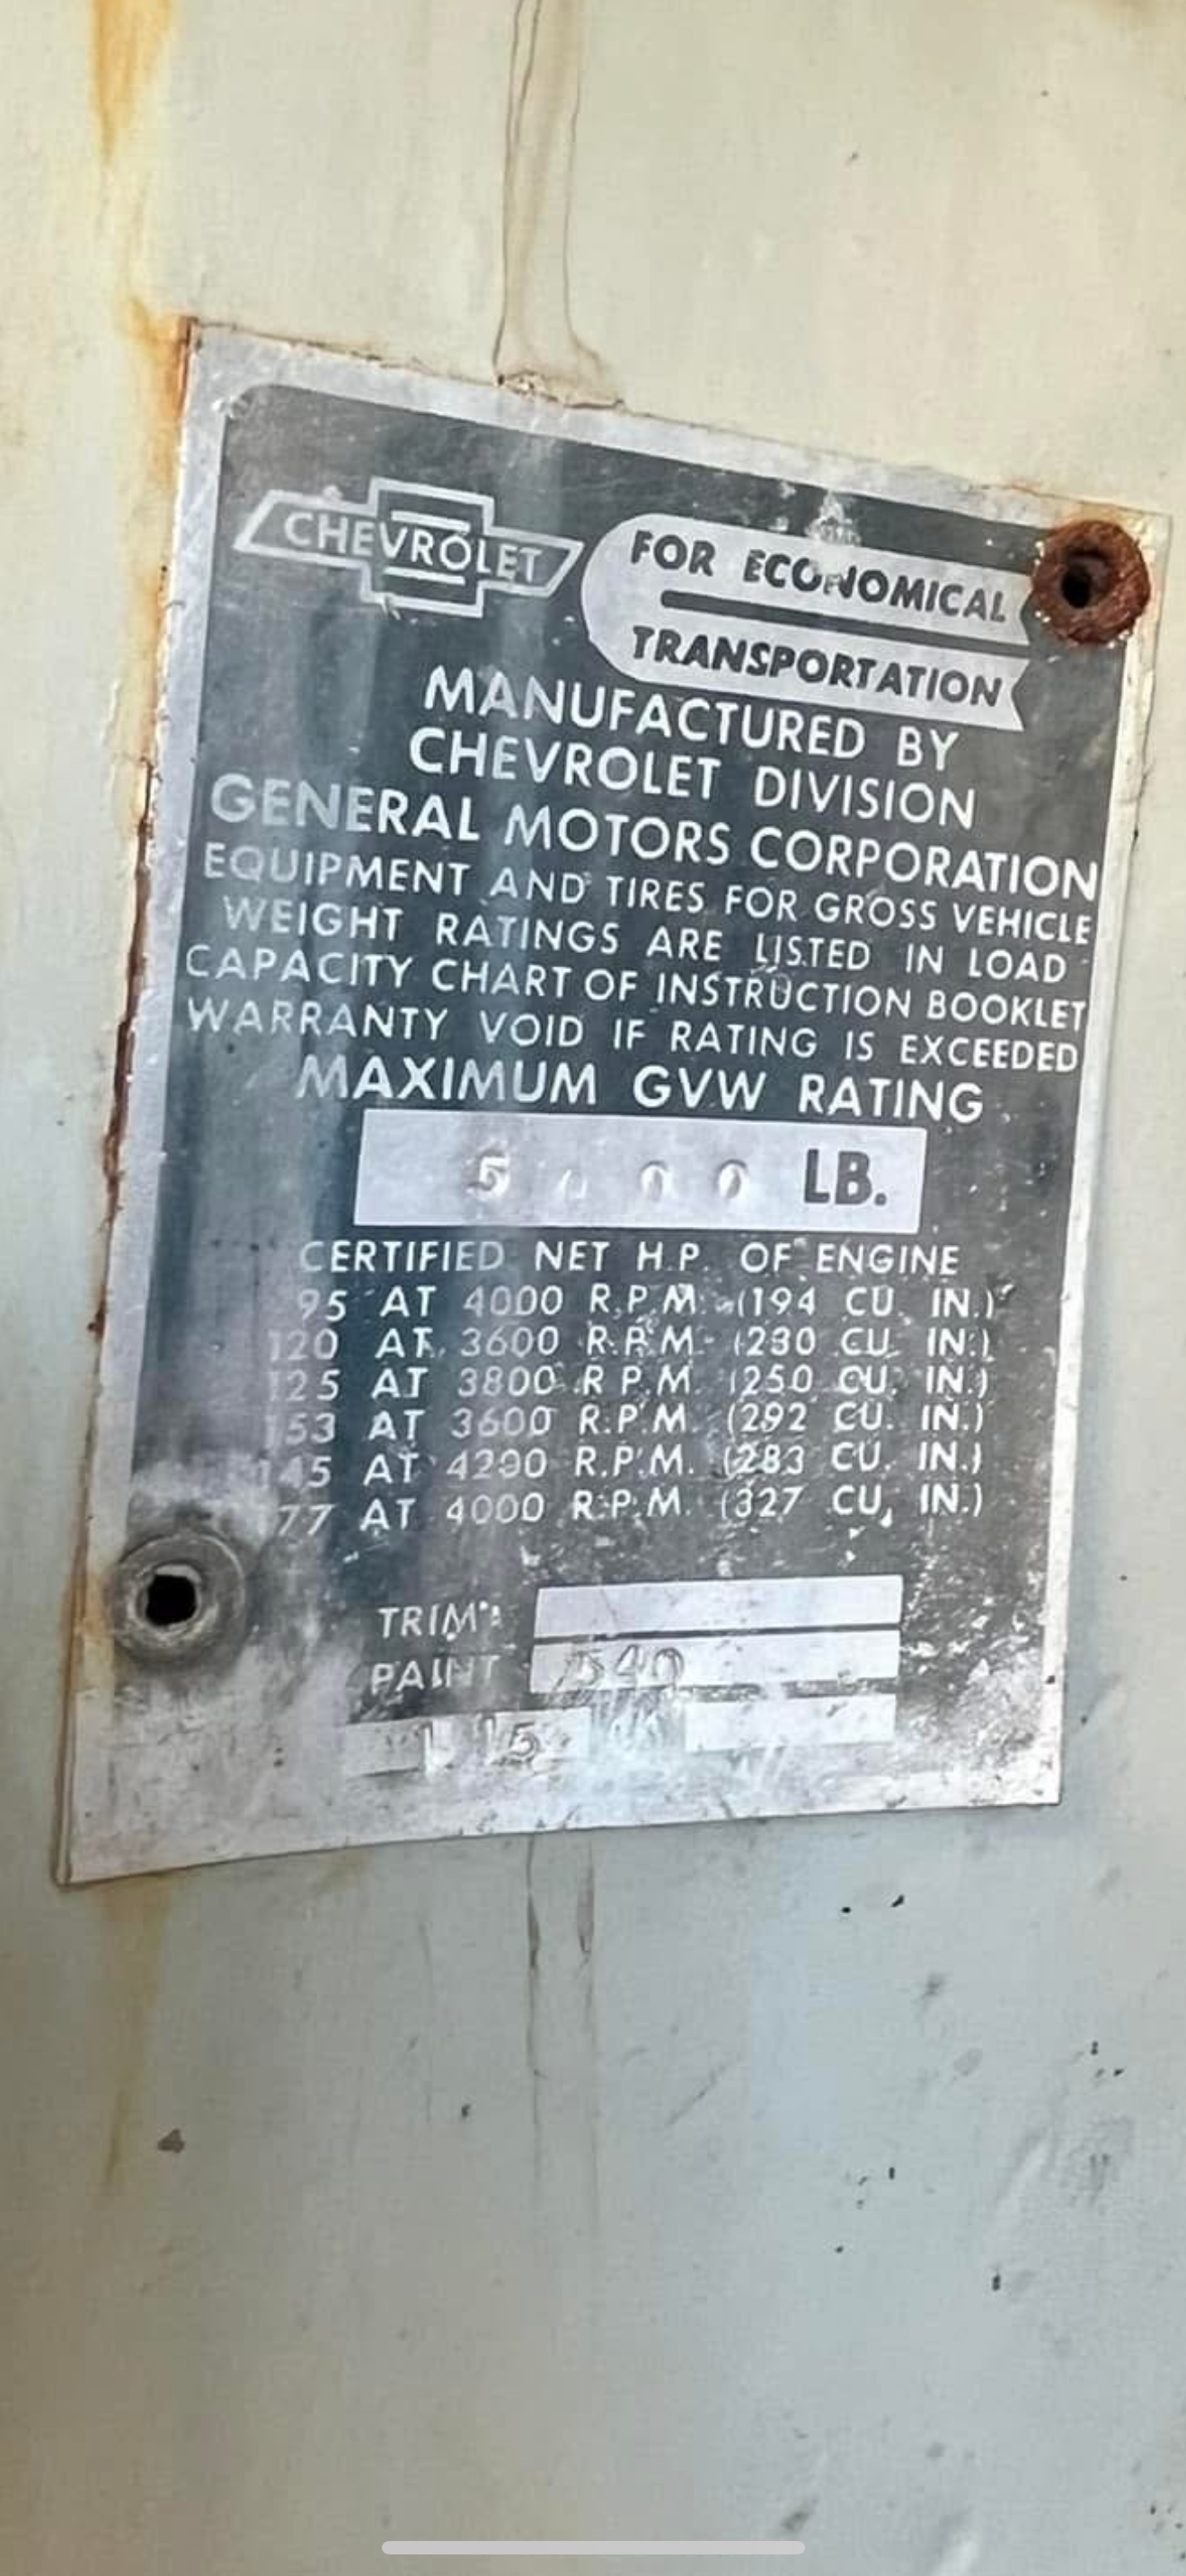 CHEVROLET
FOR ECONOMICAL
TRANSPORTATION
MANUFACTURED BY
CHEVROLET DIVISION
GENERAL MOTORS CORPORATION
EQUIPMENT AND TIRES FOR GROSS VEHICLE
WEIGHT RATINGS ARE LISTED IN LOAD
CAPACITY CHART OF INSTRUCTION BOOKLET
WARRANTY VOID IF RATING IS EXCEEDED
MAXIMUM GVW RATING
LB.
CERTIFIED NET H.P. OF ENGINE
95 AT 4000 R.P.M. (194 CU. IN.)
120 AT 3600 R.P.M. (230 CU. IN.)
125 AT 3800 R.P.M. (250 CU. IN.)
153 AT 3600 R.P.M. (292 CU. IN.)
145 AT 4200 R.P.M. (283 CU. IN.)
77 AT 4000 R.P.M. (327 CU. IN.)
TRIM
PAINT